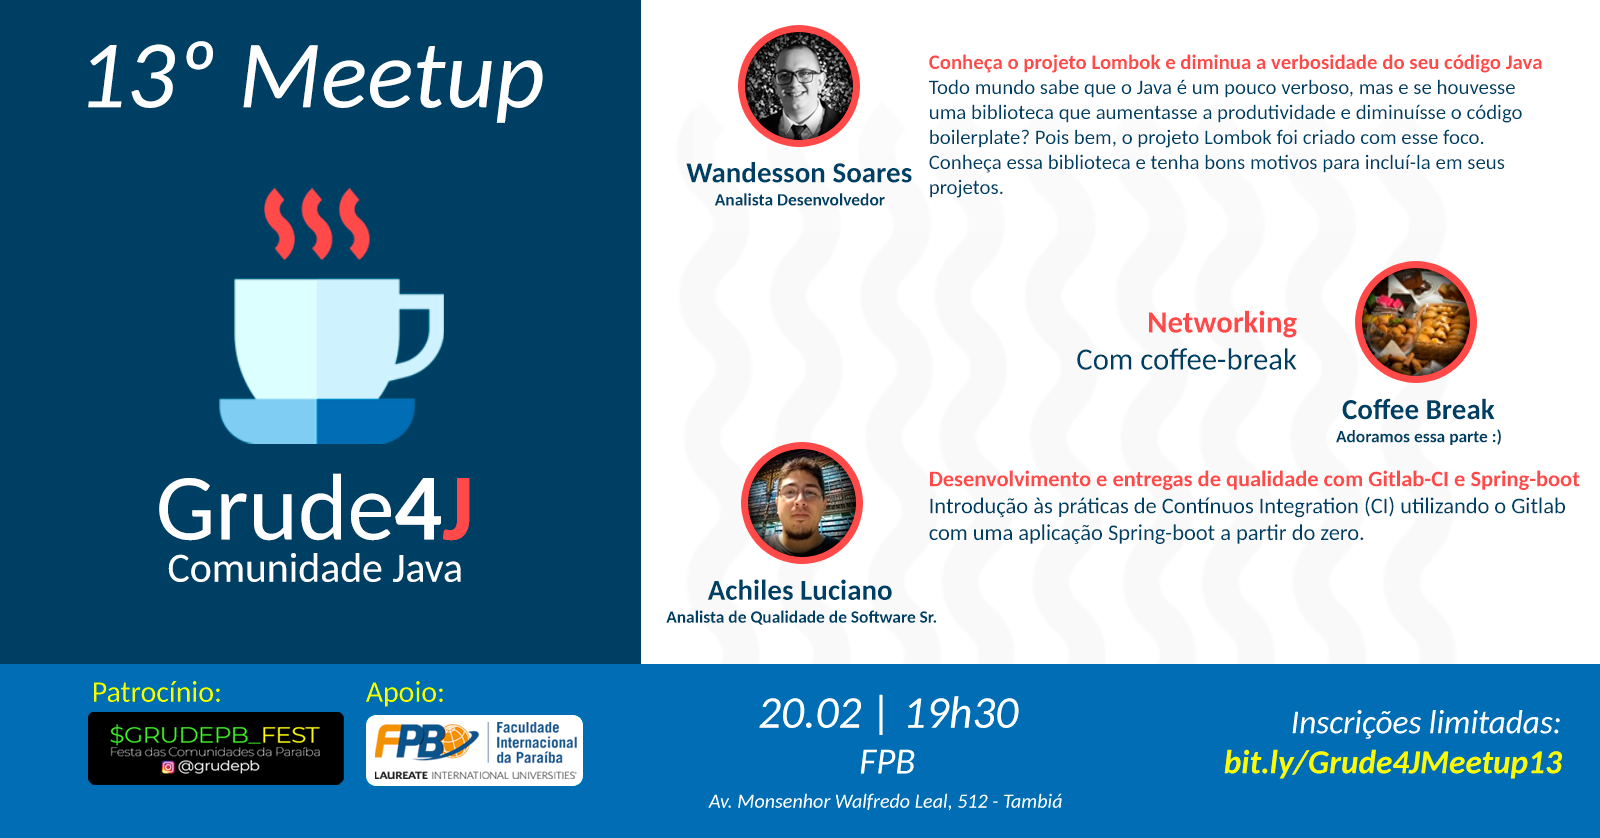 13º Meetup
Grude4J
Comunidade Java
Wandesson Soares
Analista Desenvolvedor
Conheça o projeto Lombok e diminua a verbosidade do seu código Java
Todo mundo sabe que o Java é um pouco verboso, mas e se houvesse
uma biblioteca que aumentasse a produtividade e diminuísse o código
boilerplate? Pois bem, o projeto Lombok foi criado com esse foco.
Conheça essa biblioteca e tenha bons motivos para incluí-la em seus
projetos.
Networking
Com coffee-break
Coffee Break
Adoramos essa parte :)
Achiles Luciano
Analista de Qualidade de Software Sr.
Desenvolvimento e entregas de qualidade com Gitlab-CI e Spring-boot
Introdução às práticas de Contínuos Integration (CI) utilizando o Gitlab
com uma aplicação Spring-boot a partir do zero.
Patrocínio:
$GRUDEPB_FEST
Festa das Comunidades da Paraíba
@grudepb
Apoio:
FPB
Faculdade
Internacional
da Paraíba
LAUREATE INTERNATIONAL UNIVERSITIES®
20.02 | 19h30
FPB
Av. Monsenhor Walfredo Leal, 512 - Tambiá
Inscrições limitadas:
bit.ly/Grude4JMeetup13